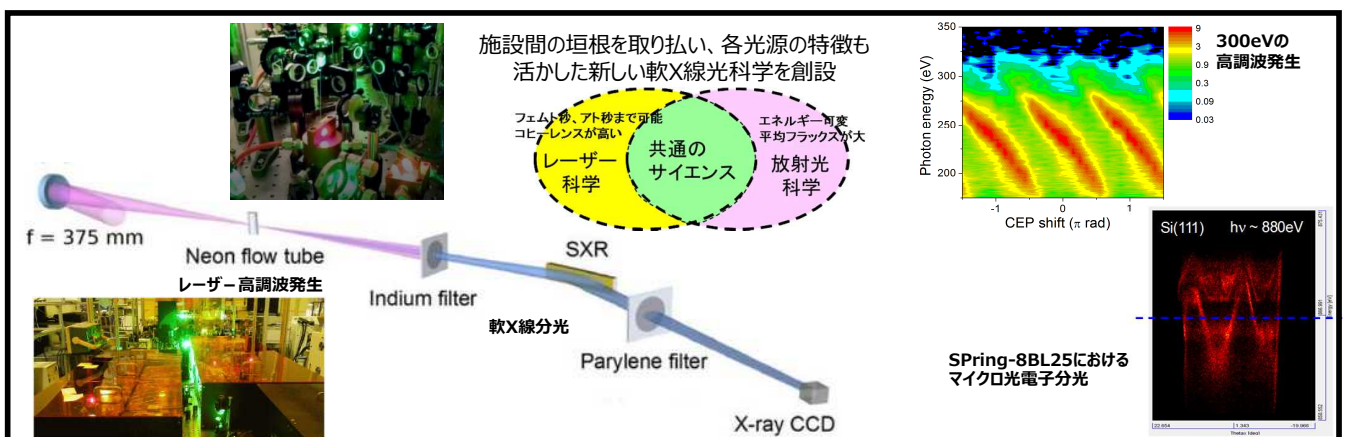 施設間の垣根を取り払い、各光源の特徴も
活かした新しい軟X線光科学を創設
フェムト秒、アト秒まで可能
コヒーレンスが高い
レーザー
科学
共通の
サイエンス
エネルギー可変
平均フラックスが大
放射光
科学
300eVの
高調波発生
Photon energy (eV)
350
300
250
200
-1
0
1
CEP shift (π rad)
9
3
0.9
0.3
0.09
0.03
f = 375 mm
Neon flow tube
レーザー高調波発生
Indium filter
SXR
軟X線分光
Parylene filter
X-ray CCD
SPring-8BL25における
マイクロ光電子分光
Si(111) hν ~ 880eV
22.654
1.343
-19.966
Thetax [deg]